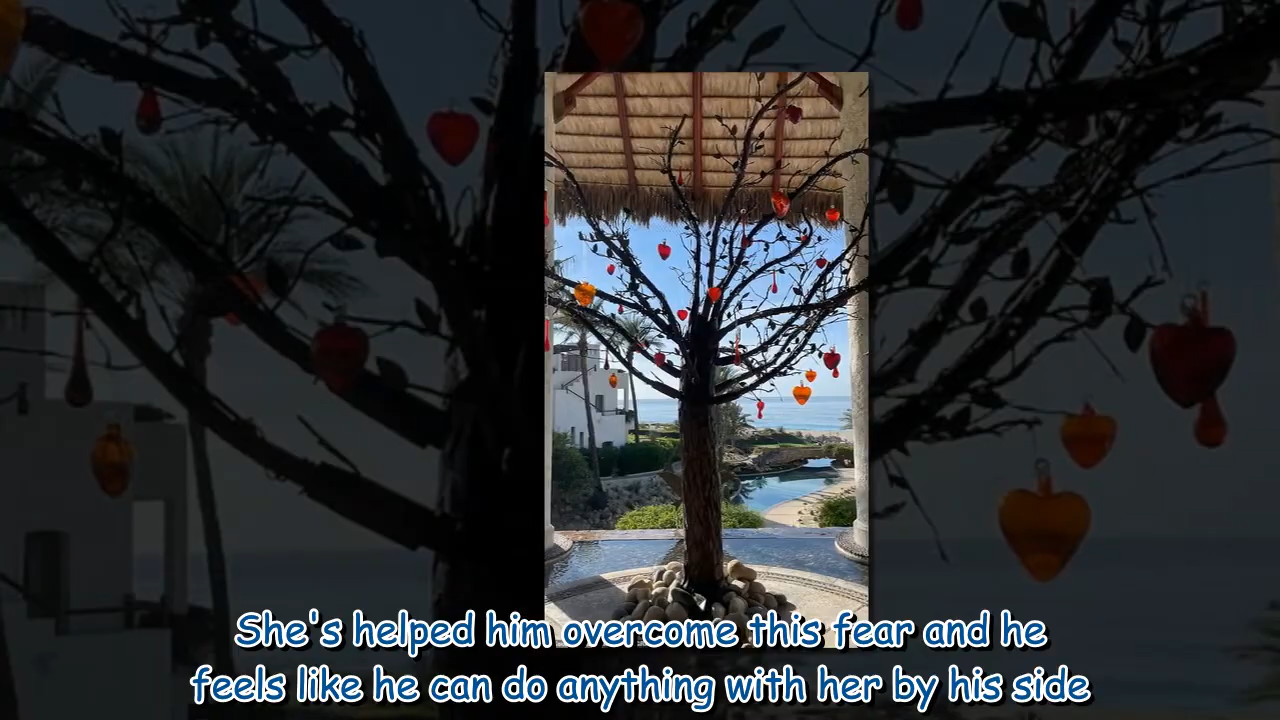 She's helped him overcome this fear and he
feels like he can do anything with her by his side